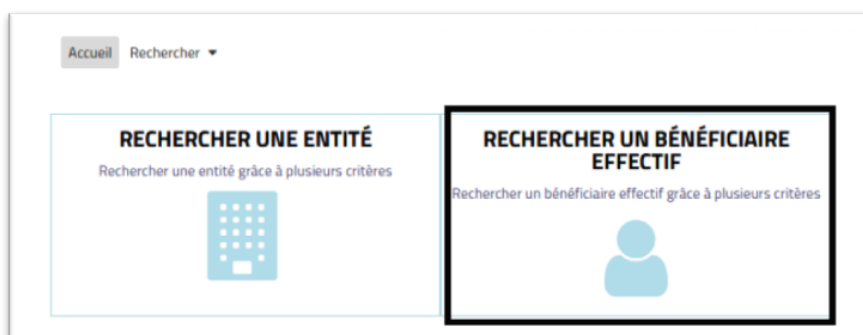 Accueil Rechercher
RECHERCHER UNE ENTITÉ
Rechercher une entité grâce à plusieurs critères
RECHERCHER UN BÉNÉFICIAIRE
EFFECTIF
Rechercher un bénéficiaire effectif grâce à plusieurs critères